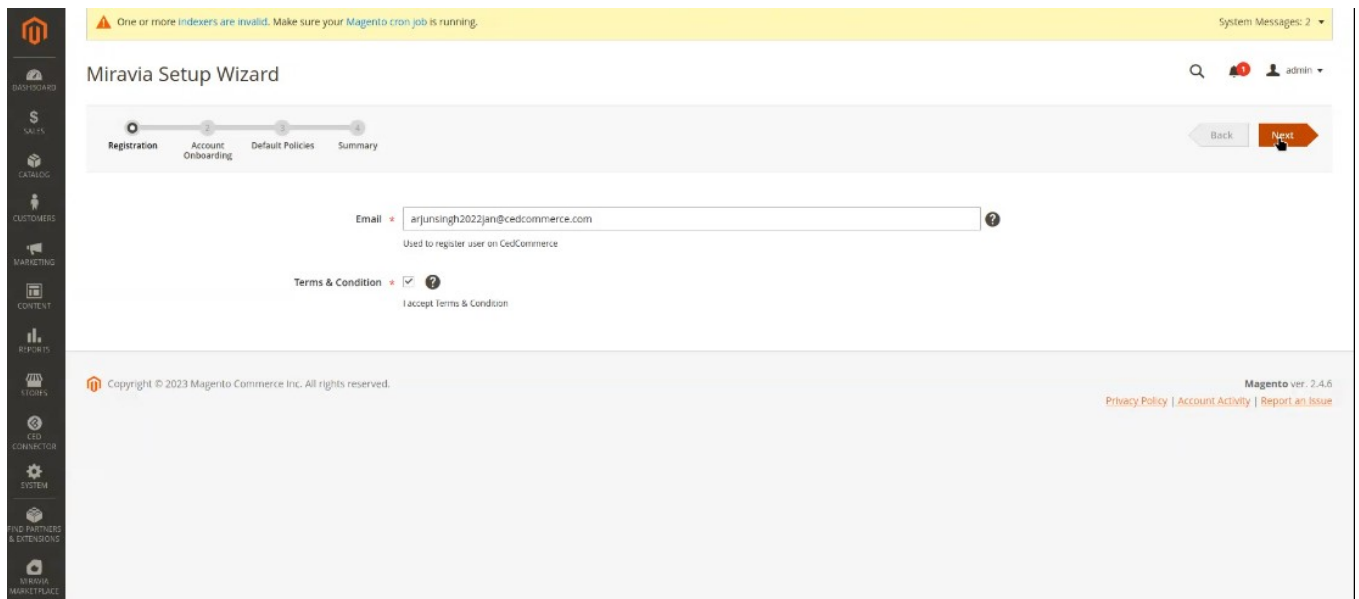 One or more indexers are invalid. Make sure your Magento cron job is running.
System Messages: 2
Miravia Setup Wizard
1
admin
2
3
4
Registration
Account
Onboarding
Default Policies
Summary
Back
Next
Email *
arjunsingh2022jan@cedcommerce.com
?
Used to register user on CedCommerce
Terms & Condition *
?
I accept Terms & Condition
Copyright © 2023 Magento Commerce Inc. All rights reserved.
Magento ver. 2.4.6
Privacy Policy | Account Activity | Report an Issue
DASHBOARD
$
SALES
CATALOG
CUSTOMERS
MARKETING
CONTENT
REPORTS
STORES
CED
CONNECTOR
SYSTEM
FIND PARTNERS
& EXTENSIONS
MIRAVIA
MARKETPLACE